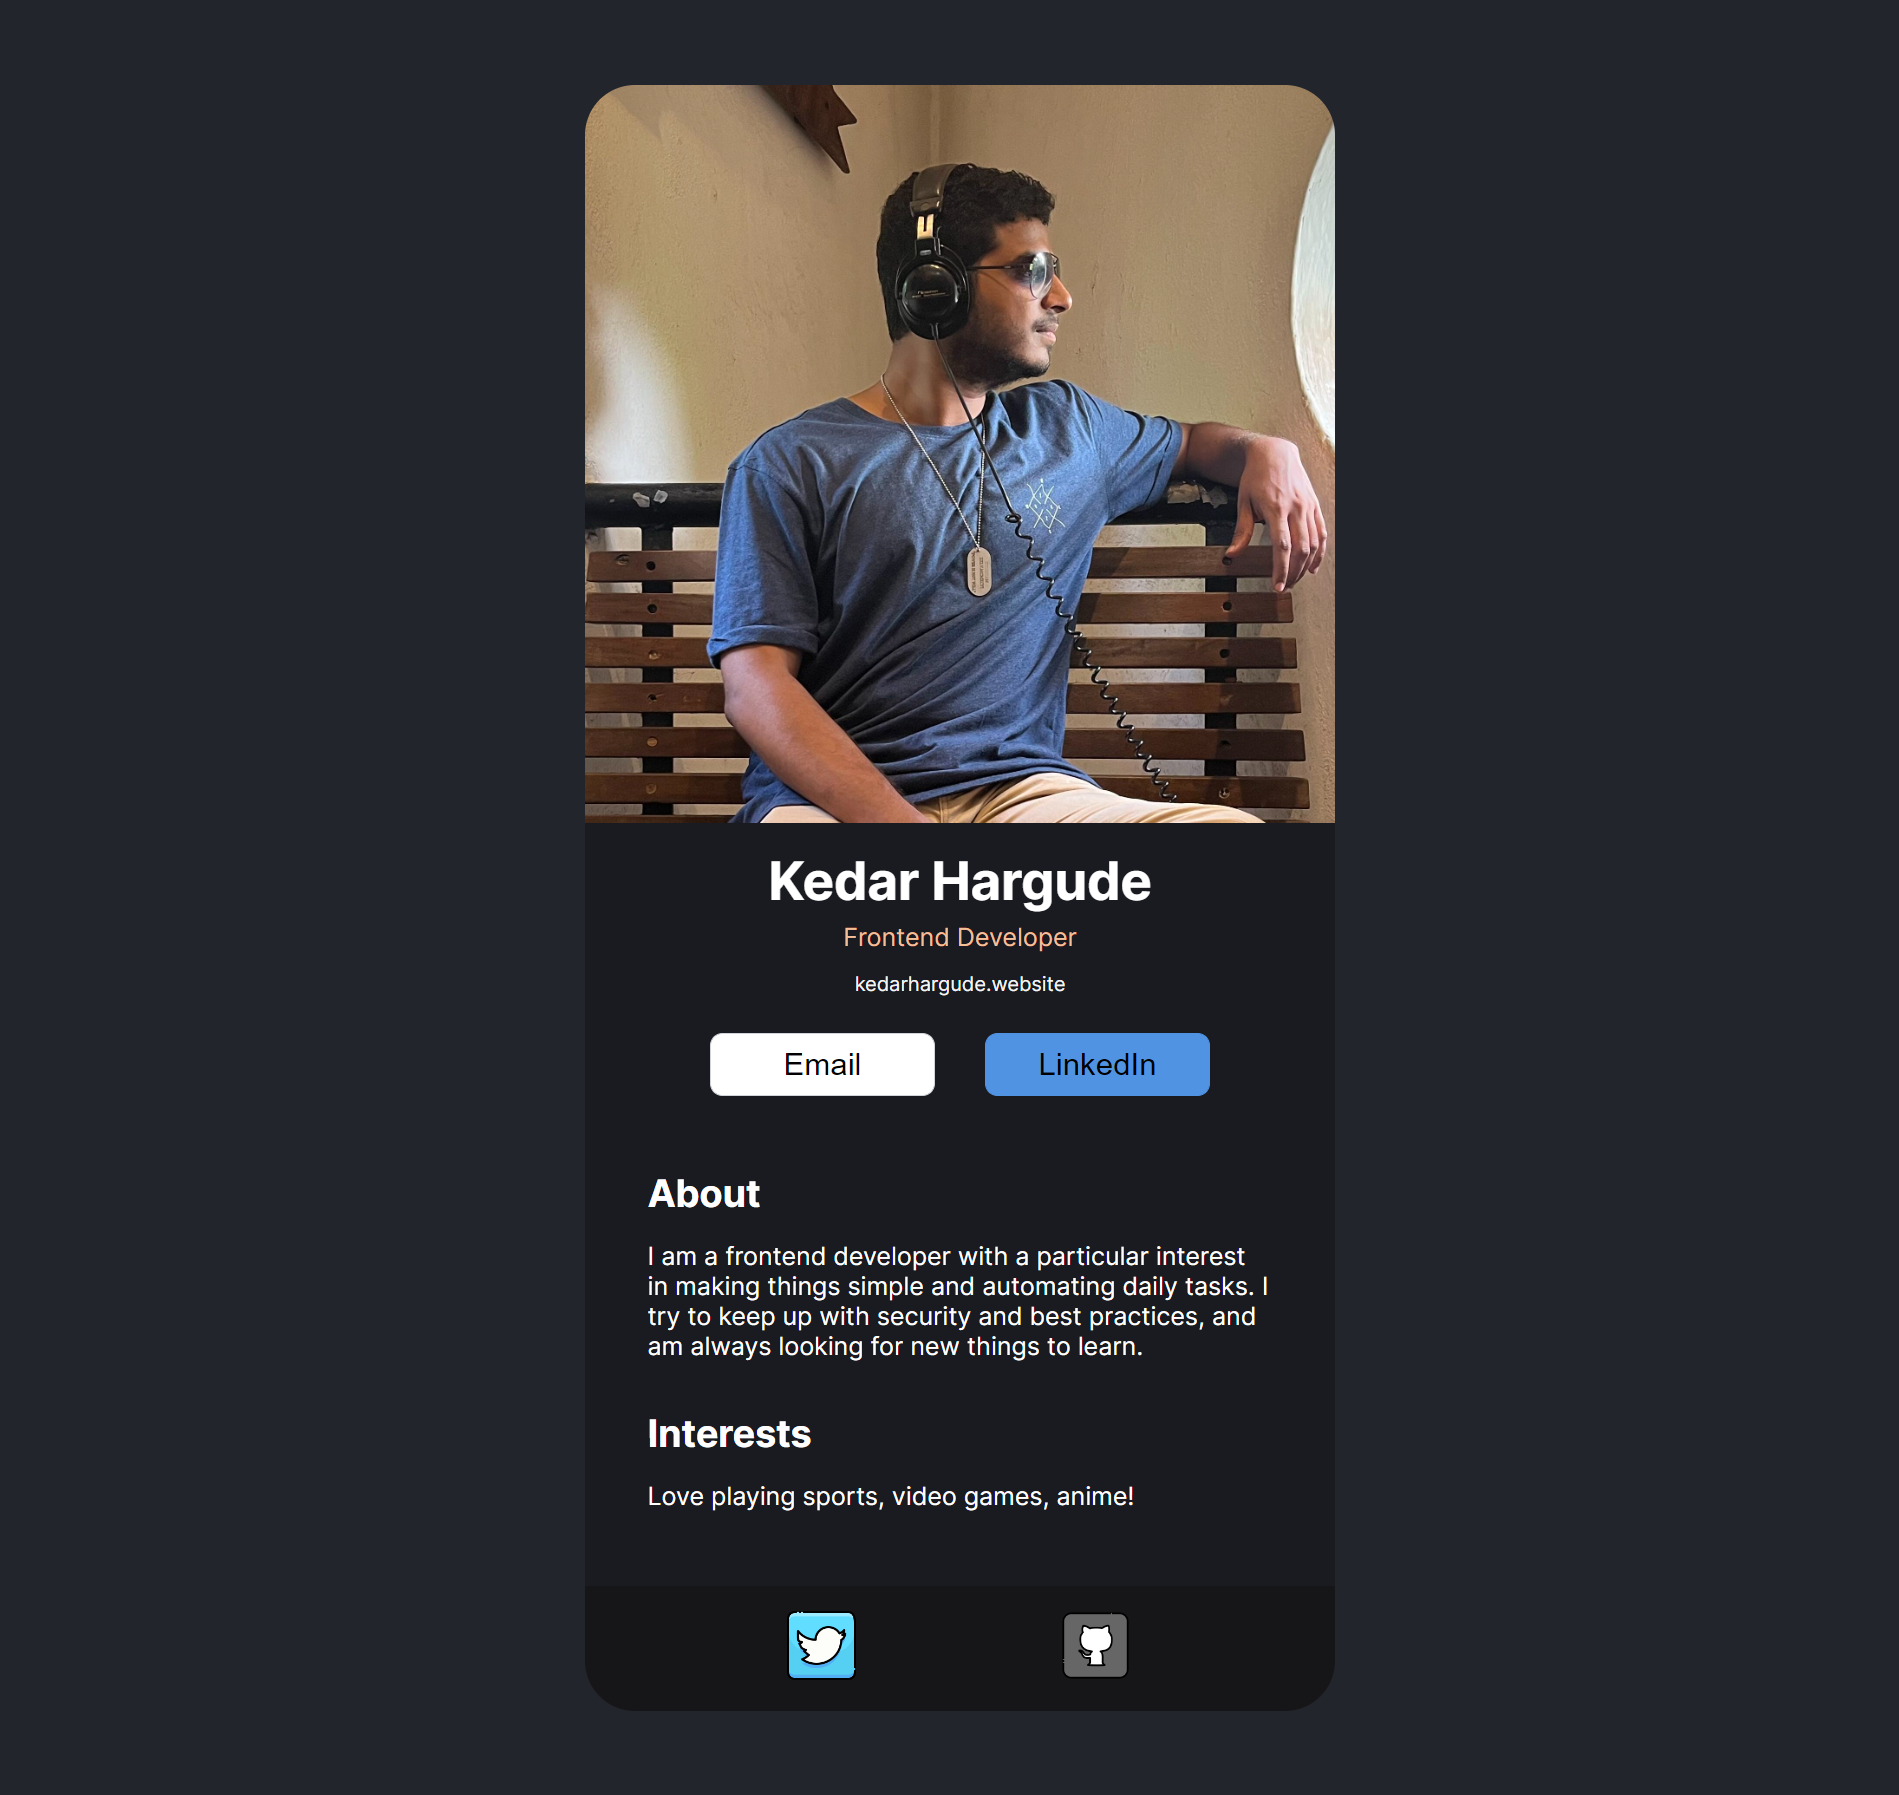 Kedar Hargude
Frontend Developer
kedarhargude.website
Email
LinkedIn
About
I am a frontend developer with a particular interest
in making things simple and automating daily tasks. I
try to keep up with security and best practices, and
am always looking for new things to learn.
Interests
Love playing sports, video games, anime!